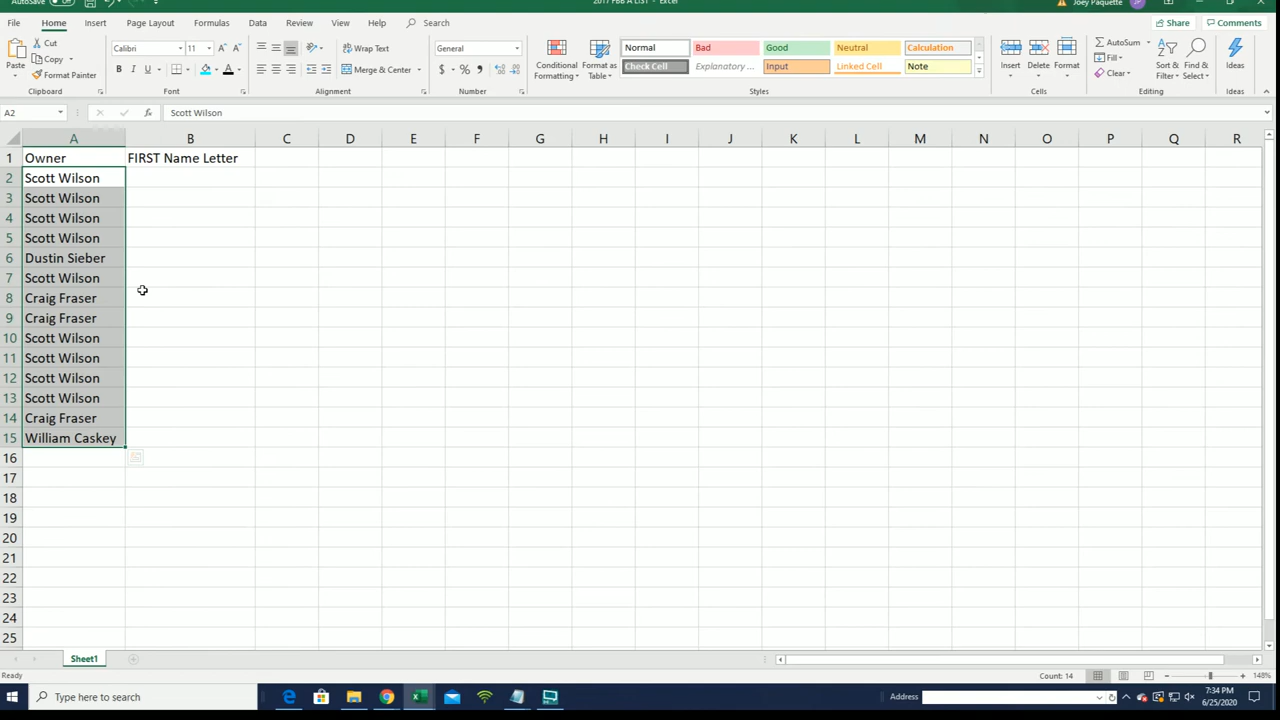 AutoSave Off 2017 FBB A LIST - Excel Joey Paquette JP
File Home Insert Page Layout Formulas Data Review View Help Search Share Comments
Paste Cut Copy Format Painter Clipboard
Calibri 11 B I U A Font
Wrap Text Merge & Center Alignment
General $ % Number
Conditional Formatting Format as Table
Normal Bad Good Neutral Calculation
Check Cell Explanatory ... Input Linked Cell Note
Styles
Insert Delete Format Cells
AutoSum Fill Clear Sort & Filter Find & Select Editing
Ideas Ideas
A2 fx Scott Wilson
A B C D E F G H I J K L M N O P Q R
1 Owner FIRST Name Letter
2 Scott Wilson
3 Scott Wilson
4 Scott Wilson
5 Scott Wilson
6 Dustin Sieber
7 Scott Wilson
8 Craig Fraser
9 Craig Fraser
10 Scott Wilson
11 Scott Wilson
12 Scott Wilson
13 Scott Wilson
14 Craig Fraser
15 William Caskey
16
17
18
19
20
21
22
23
24
25
Sheet1
Ready Count: 14 148%
Type here to search Address 7:34 PM
6/25/2020